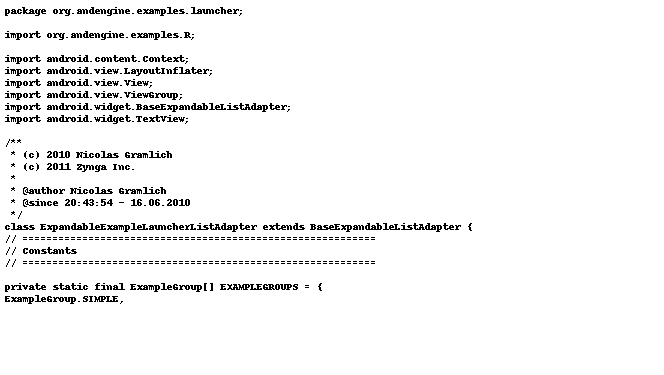 package org.andengine.examples.launcher;

import org.andengine.examples.R;

import android.content.Context;
import android.view.LayoutInflater;
import android.view.View;
import android.view.ViewGroup;
import android.widget.BaseExpandableListAdapter;
import android.widget.TextView;

/**
 * (c) 2010 Nicolas Gramlich
 * (c) 2011 Zynga Inc.
 *
 * @author Nicolas Gramlich
 * @since 20:43:54 - 16.06.2010
 */
class ExpandableExampleLauncherListAdapter extends BaseExpandableListAdapter {
// ===========================================================
// Constants
// ===========================================================

private static final ExampleGroup[] EXAMPLEGROUPS = {
ExampleGroup.SIMPLE,